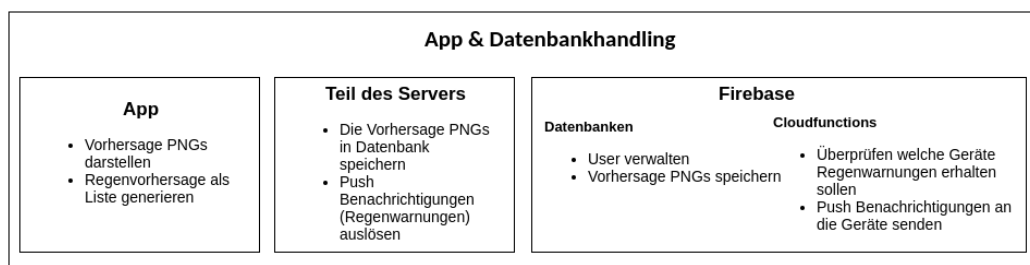 App & Datenbankhandling
App
• Vorhersage PNGs
darstellen
• Regenvorhersage als
Liste generieren
Teil des Servers
• Die Vorhersage PNGs
in Datenbank
speichern
• Push
Benachrichtigungen
(Regenwarnungen)
auslösen
Firebase
Datenbanken
• User verwalten
• Vorhersage PNGs speichern
Cloudfunctions
• Überprüfen welche Geräte
Regenwarnungen erhalten
sollen
• Push Benachrichtigungen an
die Geräte senden